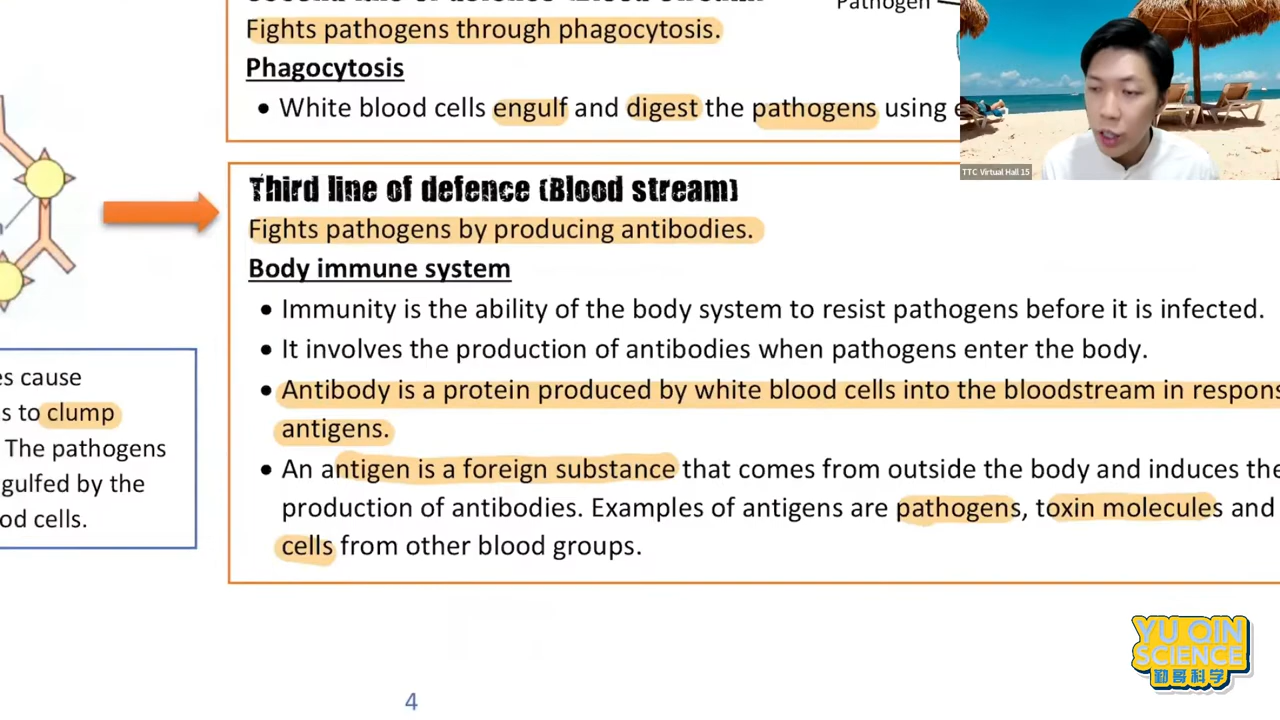 Pathogen
Fights pathogens through phagocytosis.
Phagocytosis
• White blood cells engulf and digest the pathogens using
TTC Virtual Hall 15
Third line of defence (Blood stream)
Fights pathogens by producing antibodies.
Body immune system
• Immunity is the ability of the body system to resist pathogens before it is infected.
• It involves the production of antibodies when pathogens enter the body.
• Antibody is a protein produced by white blood cells into the bloodstream in respons
antigens.
• An antigen is a foreign substance that comes from outside the body and induces the
production of antibodies. Examples of antigens are pathogens, toxin molecules and
cells from other blood groups.
es cause
s to clump
The pathogens
gulfed by the
od cells.
YU QIN
SCIENCE
勤哥科学
4